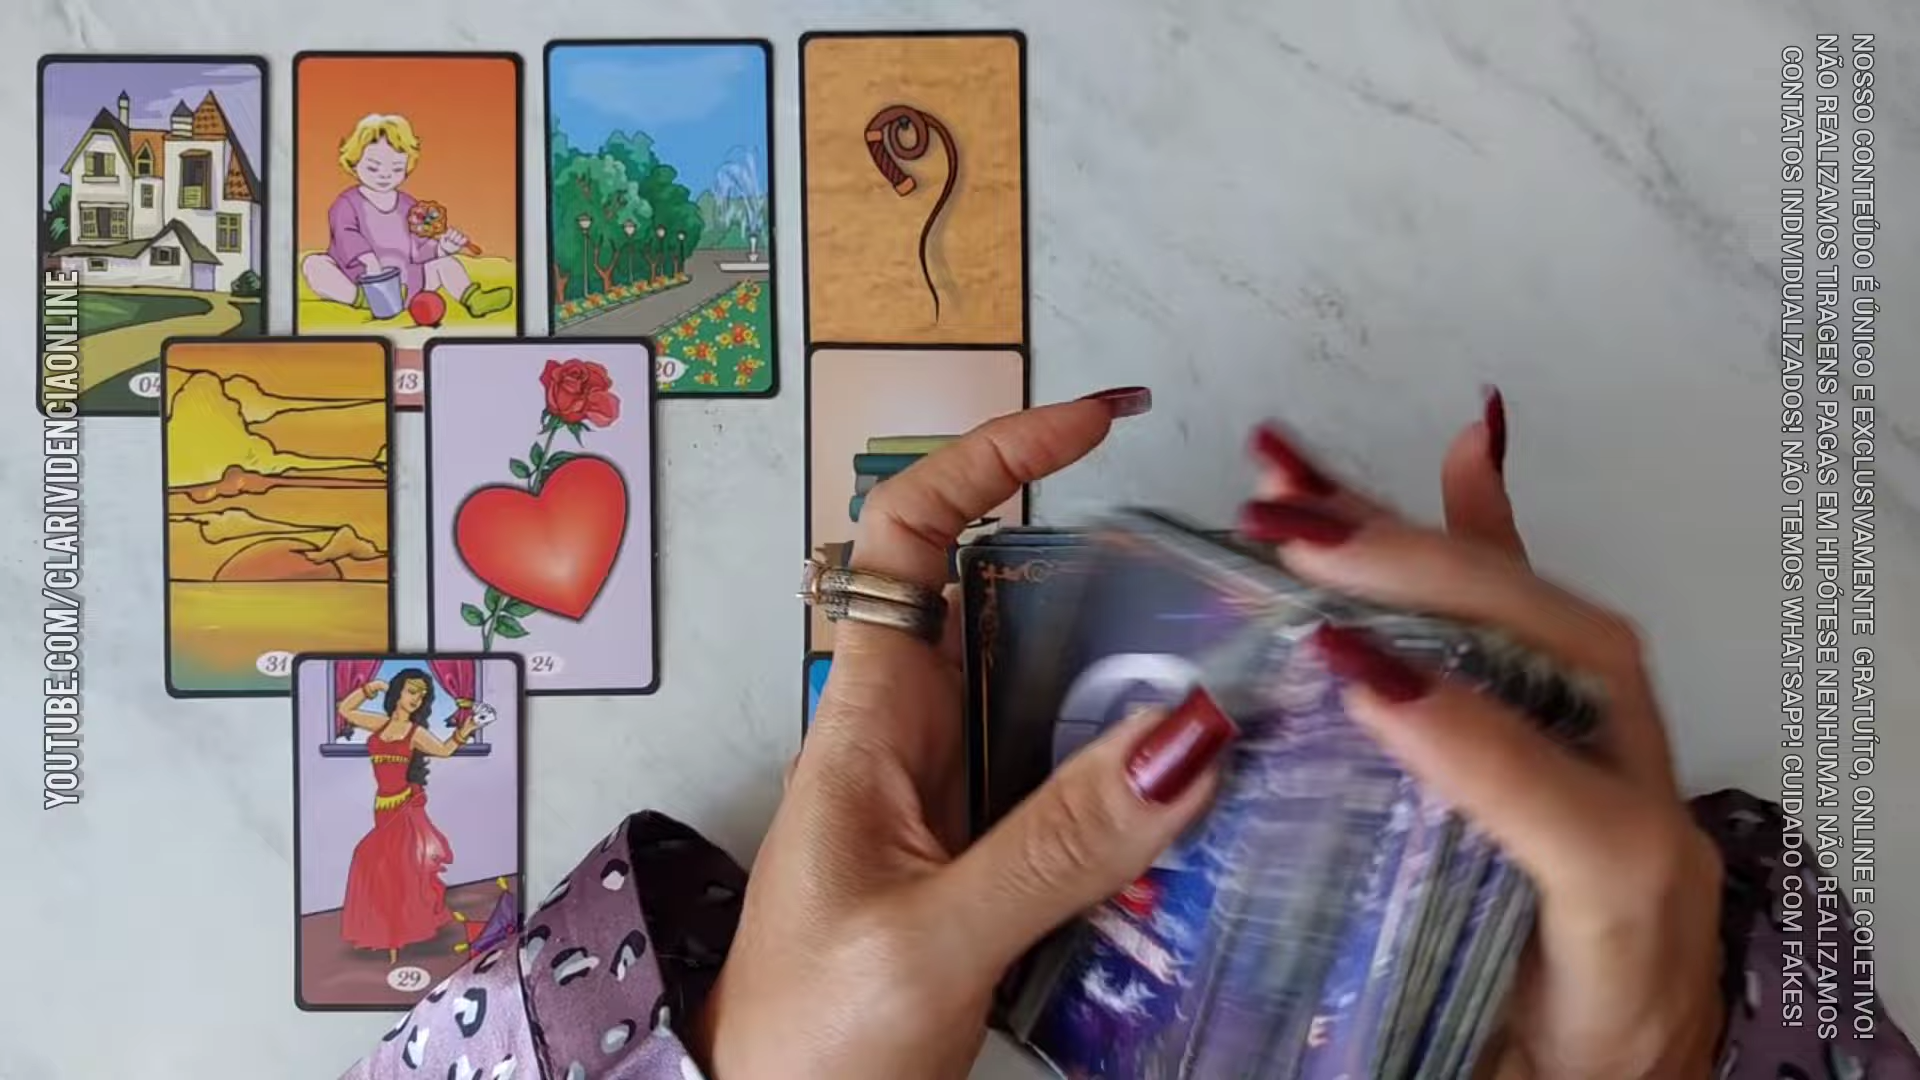 YOUTUBE.COM/CLARIVIDENCIAONLINE
04
13
20
31
24
29
NOSSO CONTEÚDO É ÚNICO E EXCLUSIVAMENTE GRATUÍTO, ONLINE E COLETIVO!
NÃO REALIZAMOS TIRAGENS PAGAS EM HIPÓTESE NENHUMA! NÃO REALIZAMOS
CONTATOS INDIVIDUALIZADOS! NÃO TEMOS WHATSAPP! CUIDADO COM FAKES!